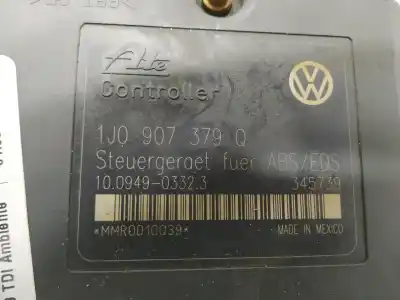 Ate
Controller
1J0 907 379 Q
Steuergeraet fuer ABS/EDS
10.0949-0332.3 345739
*MMR0D10039*
MADE IN MEXICO
TDI Ambiente